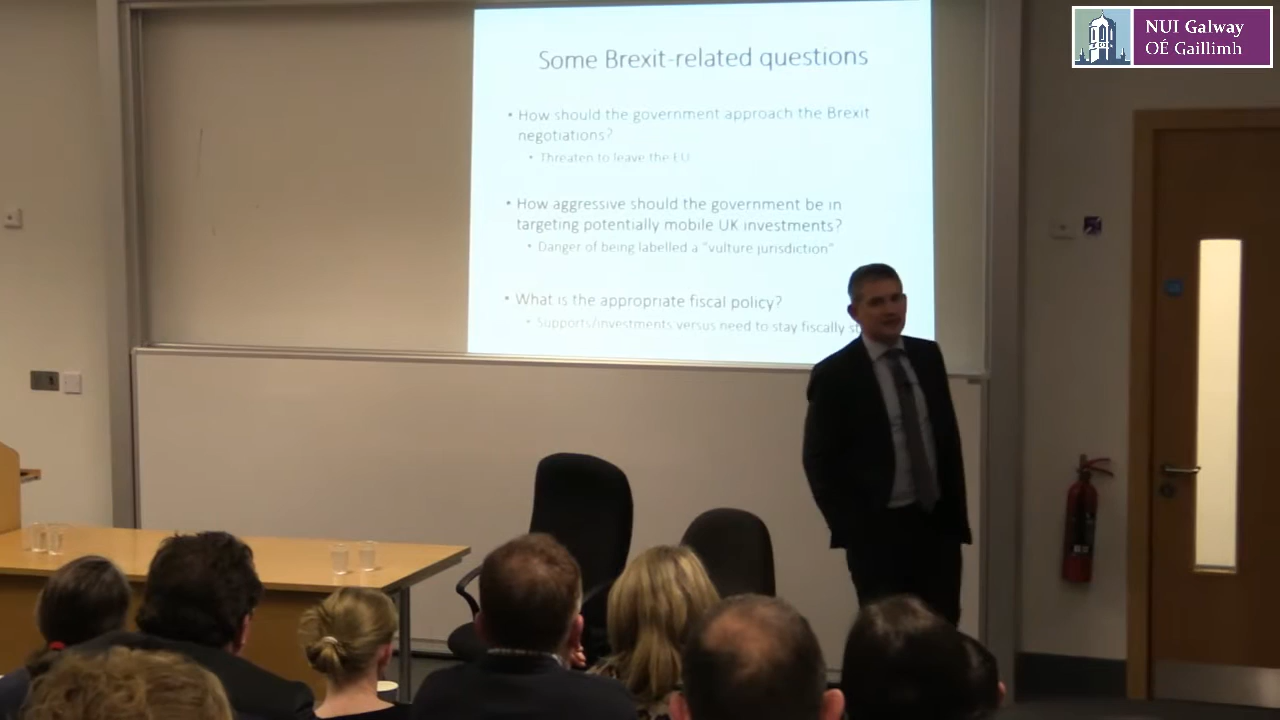 NUI Galway
OÉ Gaillimh
Some Brexit-related questions
• How should the government approach the Brexit
negotiations?
• Threaten to leave the EU
• How aggressive should the government be in
targeting potentially mobile UK investments?
• Danger of being labelled a "vulture jurisdiction"
• What is the appropriate fiscal policy?
• Supports/investments versus need to stay fiscally